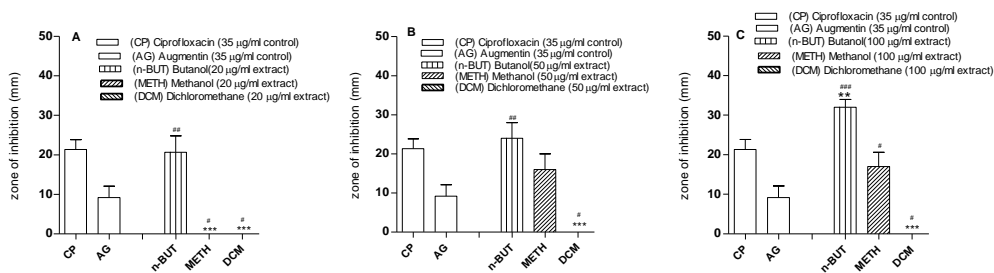 A
(CP) Ciprofloxacin (35 µg/ml control)
(AG) Augmentin (35 µg/ml control)
(n-BUT) Butanol(20 µg/ml extract)
(METH) Methanol (20 µg/ml extract)
(DCM) Dichloromethane (20 µg/ml extract)
zone of inhibition (mm)
50
40
30
20
10
0
##
#
***
#
***
CP
AG
n-BUT
METH
DCM
B
(CP) Ciprofloxacin (35 µg/ml control)
(AG) Augmentin (35 µg/ml control)
(n-BUT) Butanol(50 µg/ml extract)
(METH) Methanol (50 µg/ml extract)
(DCM) Dichloromethane (50 µg/ml extract)
zone of inhibition (mm)
50
40
30
20
10
0
##
#
***
CP
AG
n-BUT
METH
DCM
C
(CP) Ciprofloxacin (35 µg/ml control)
(AG) Augmentin (35 µg/ml control)
(n-BUT) Butanol(100 µg/ml extract)
(METH) Methanol (100 µg/ml extract)
(DCM) Dichloromethane (100 µg/ml extract)
zone of inhibition (mm)
50
40
30
20
10
0
###
**
#
#
***
CP
AG
n-BUT
METH
DCM